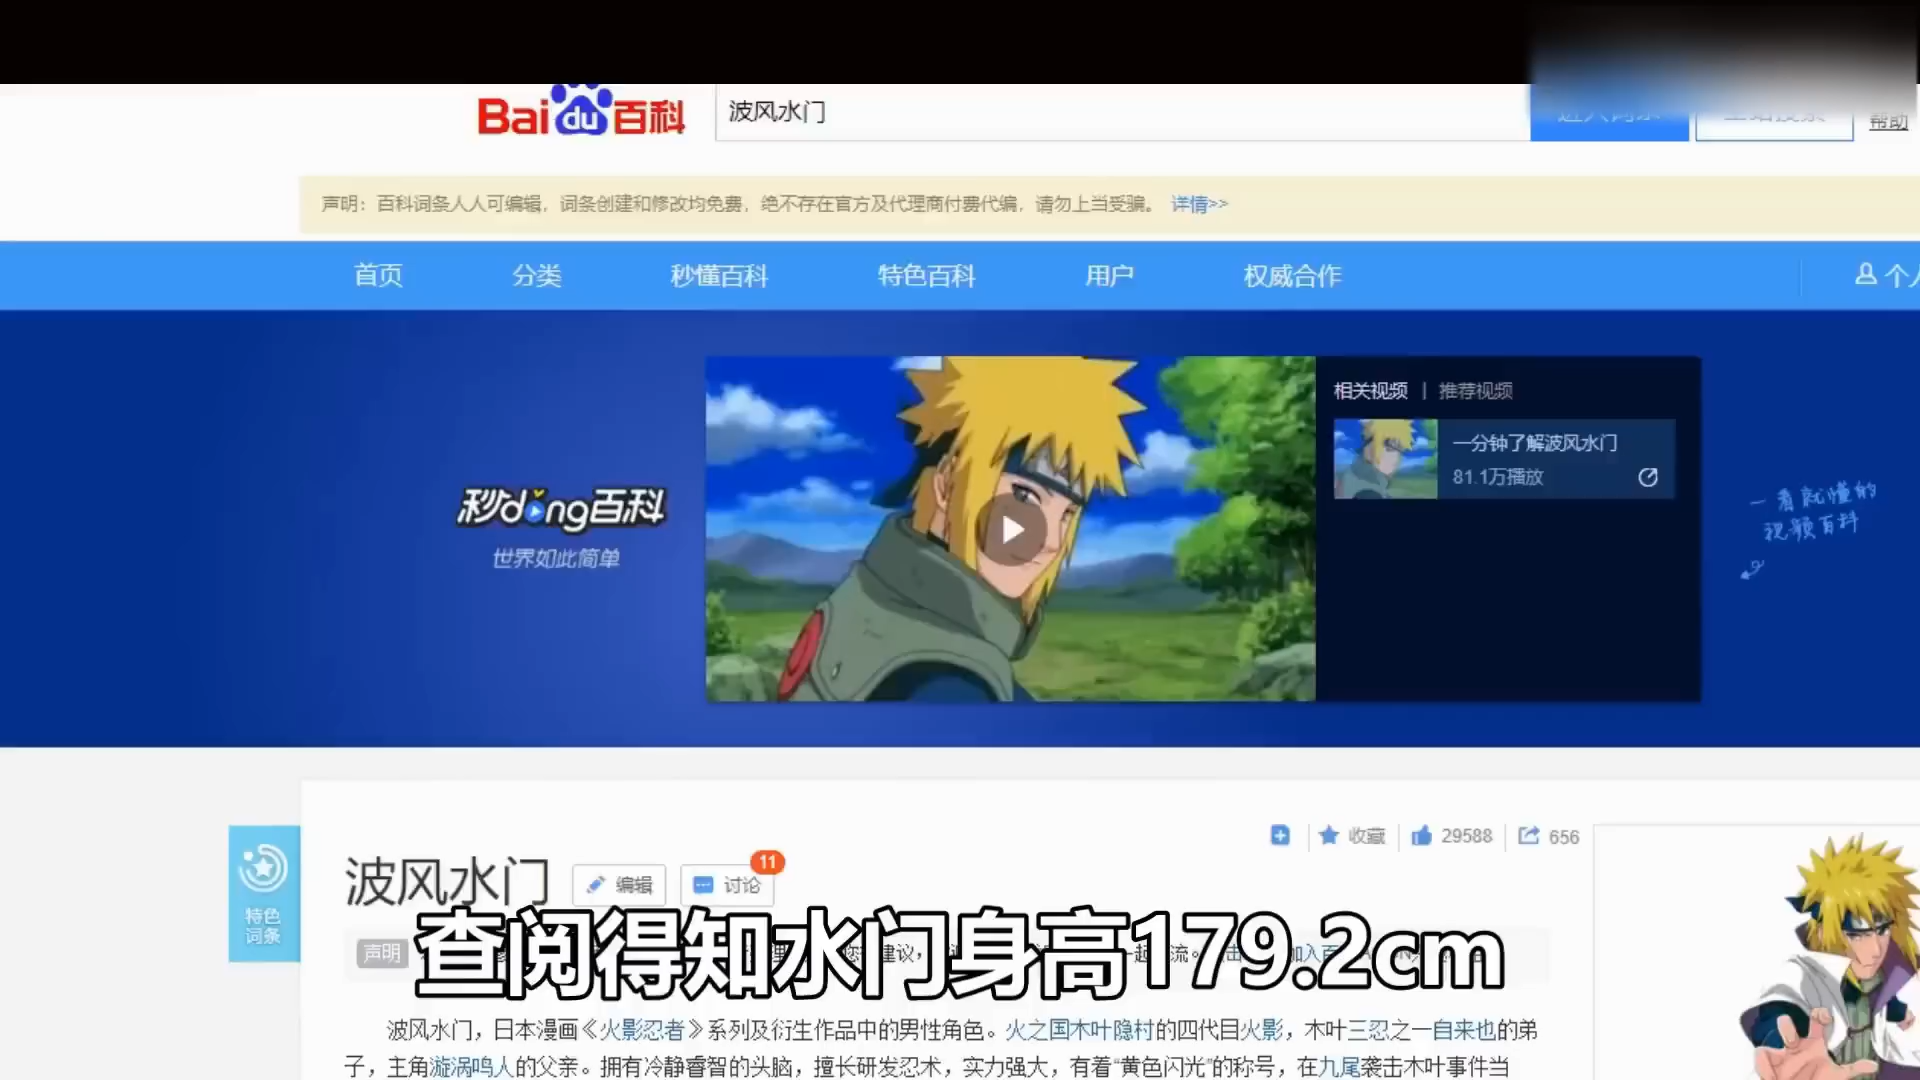 Bai du 百科
波风水门
帮助
声明：百科词条人人可编辑，词条创建和修改均免费，绝不存在官方及代理商付费代编，请勿上当受骗。 详情>>
首页 分类 秒懂百科 特色百科 用户 权威合作 个人
相关视频 | 推荐视频
一分钟了解波风水门
81.1万播放
秒dong百科
世界如此简单
一看就懂的
视频百科
收藏 29588 656
特色
词条
波风水门 编辑 讨论 11
声明
查阅得知水门身高179.2cm
波风水门，日本漫画《火影忍者》系列及衍生作品中的男性角色。火之国木叶隐村的四代目火影，木叶三忍之一自来也的弟
子，主角漩涡鸣人的父亲。拥有冷静睿智的头脑，擅长研发忍术，实力强大，有着“黄色闪光”的称号，在九尾袭击木叶事件当